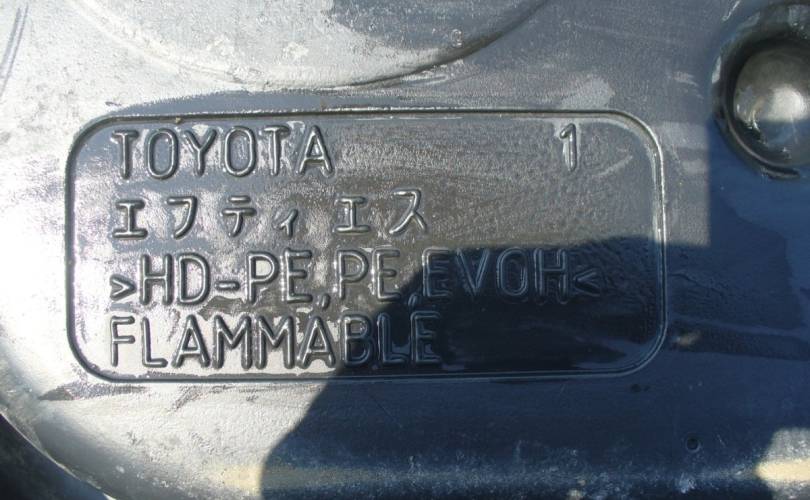 TOYOTA 1
エフティエス
>HD-PE,PE,EVOH<
FLAMMABLE